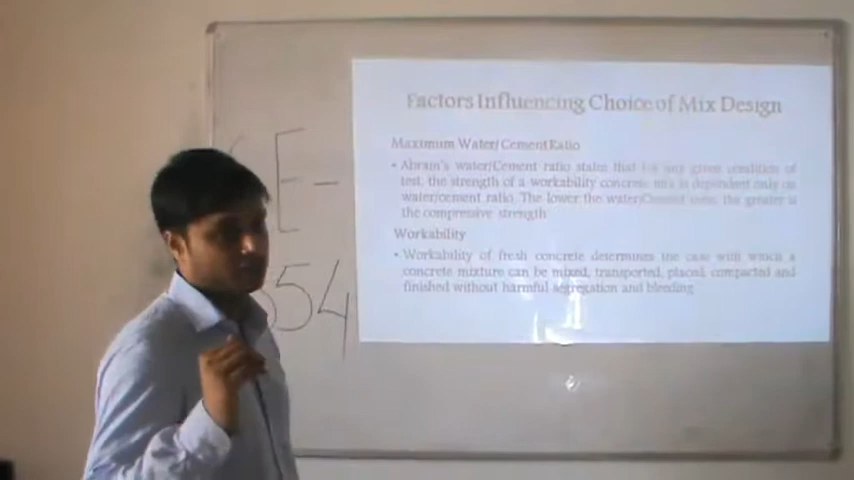 Factors Influencing Choice of Mix Design
Maximum Water/Cement Ratio
• Abram's water/Cement ratio states that for any given condition of
test, the strength of a workability concrete mix is dependent only on
water/cement ratio. The lower the water/Cement ratio, the greater is
the compressive strength
Workability
• Workability of fresh concrete determines the case with which a
concrete mixture can be mixed, transported, placed, compacted and
finished without harmful segregation and bleeding
E-
54